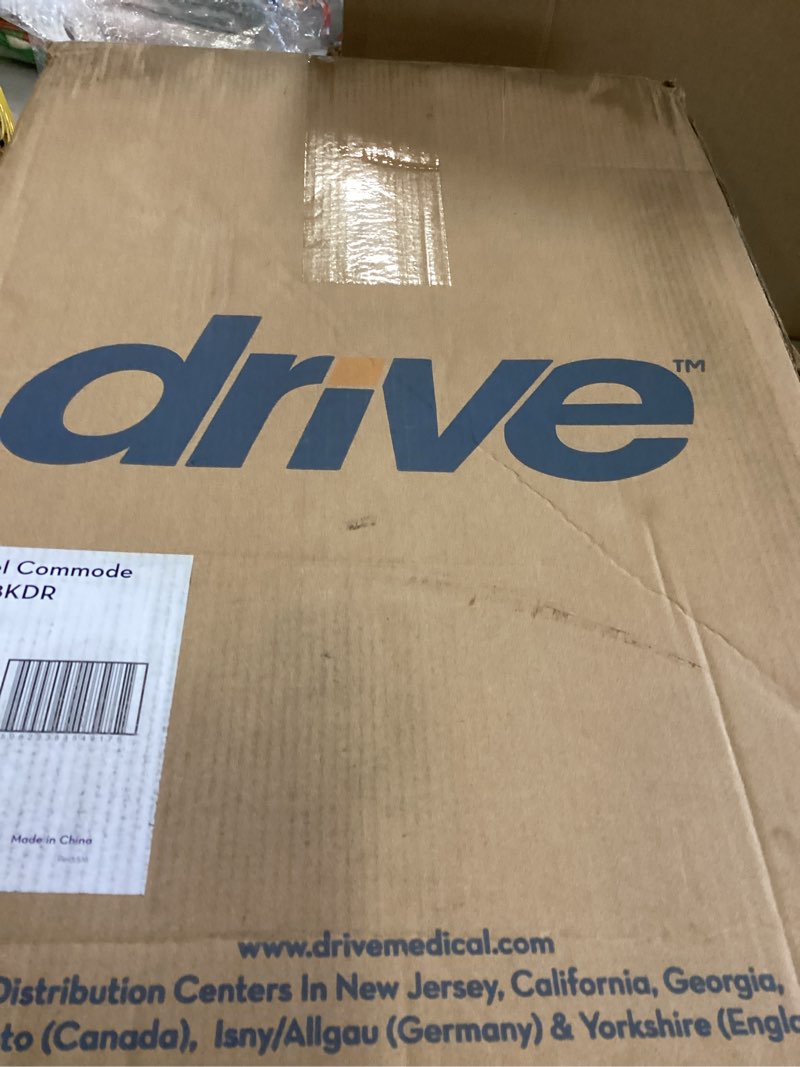 drive™
l Commode
KDR
Made in China
www.drivemedical.com
Distribution Centers In New Jersey, California, Georgia,
to (Canada), Isny/Allgau (Germany) & Yorkshire (Engla